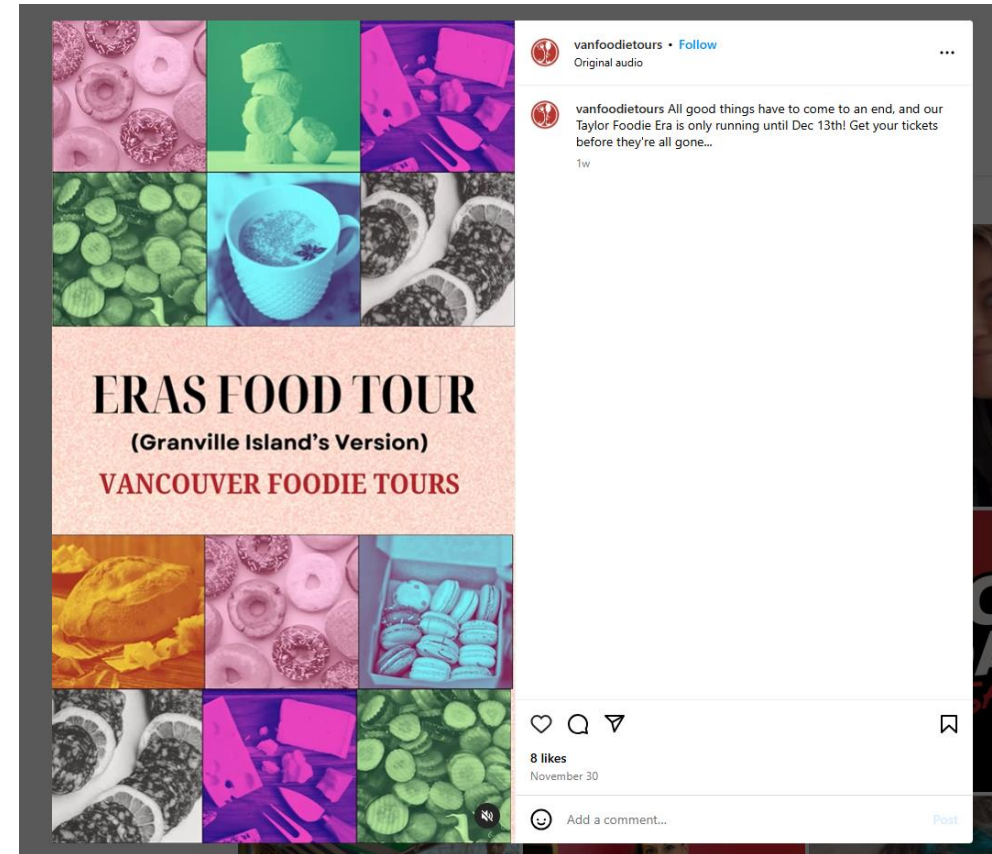 vanfoodietours • Follow
Original audio
vanfoodietours All good things have to come to an end, and our
Taylor Foodie Era is only running until Dec 13th! Get your tickets
before they're all gone...
1w
ERAS FOOD TOUR
(Granville Island's Version)
VANCOUVER FOODIE TOURS
8 likes
November 30
Add a comment...
Post